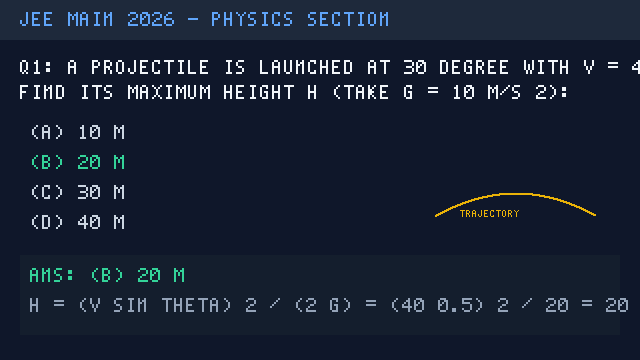 JEE MAIN 2026 - PHYSICS SECTION
Q1: A PROJECTILE IS LAUNCHED AT 30 DEGREE WITH V = 4
FIND ITS MAXIMUM HEIGHT H (TAKE G = 10 M/S 2):
(A) 10 M
(B) 20 M
(C) 30 M
(D) 40 M
TRAJECTORY
ANS: (B) 20 M
H = (V SIN THETA) 2 / (2 G) = (40 0.5) 2 / 20 = 20